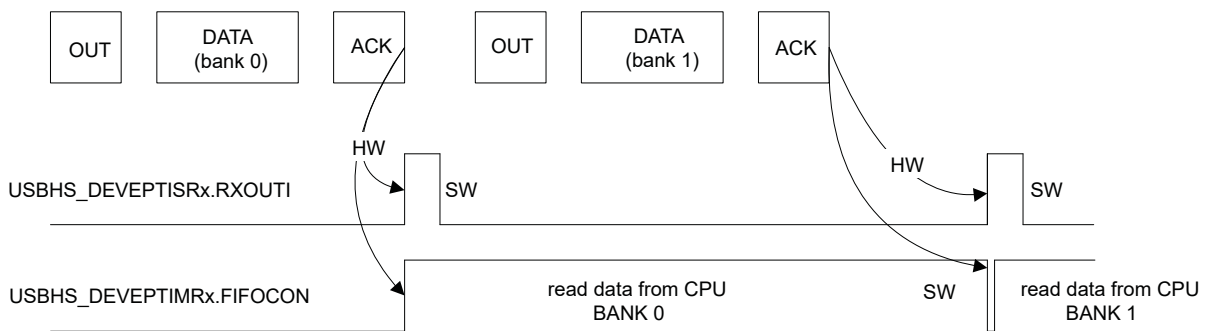 OUT
DATA
(bank 0)
ACK
OUT
DATA
(bank 1)
ACK
HW
HW
USBHS_DEVEPTISRx.RXOUTI
SW
SW
USBHS_DEVEPTIMRx.FIFOCON
read data from CPU
BANK 0
SW
read data from CPU
BANK 1